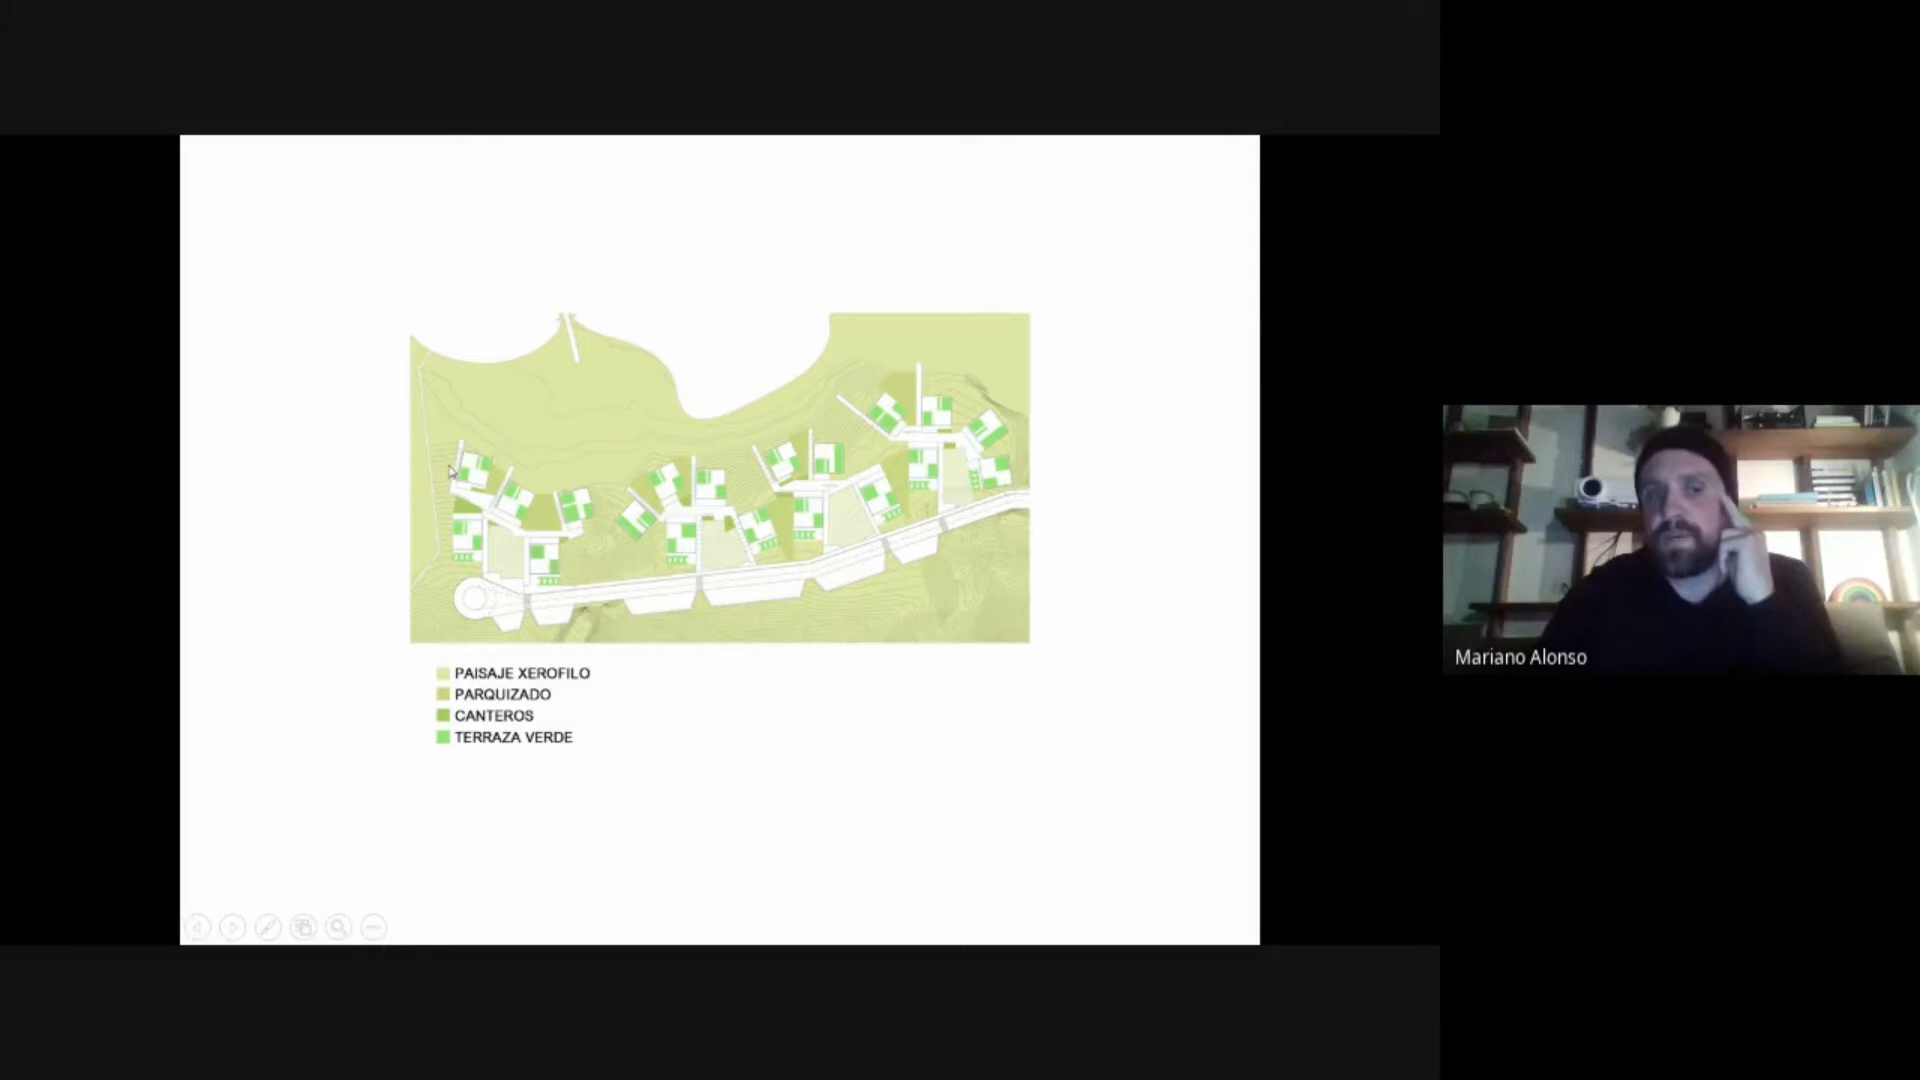 PAISAJE XEROFILO
PARQUIZADO
CANTEROS
TERRAZA VERDE
Mariano Alonso